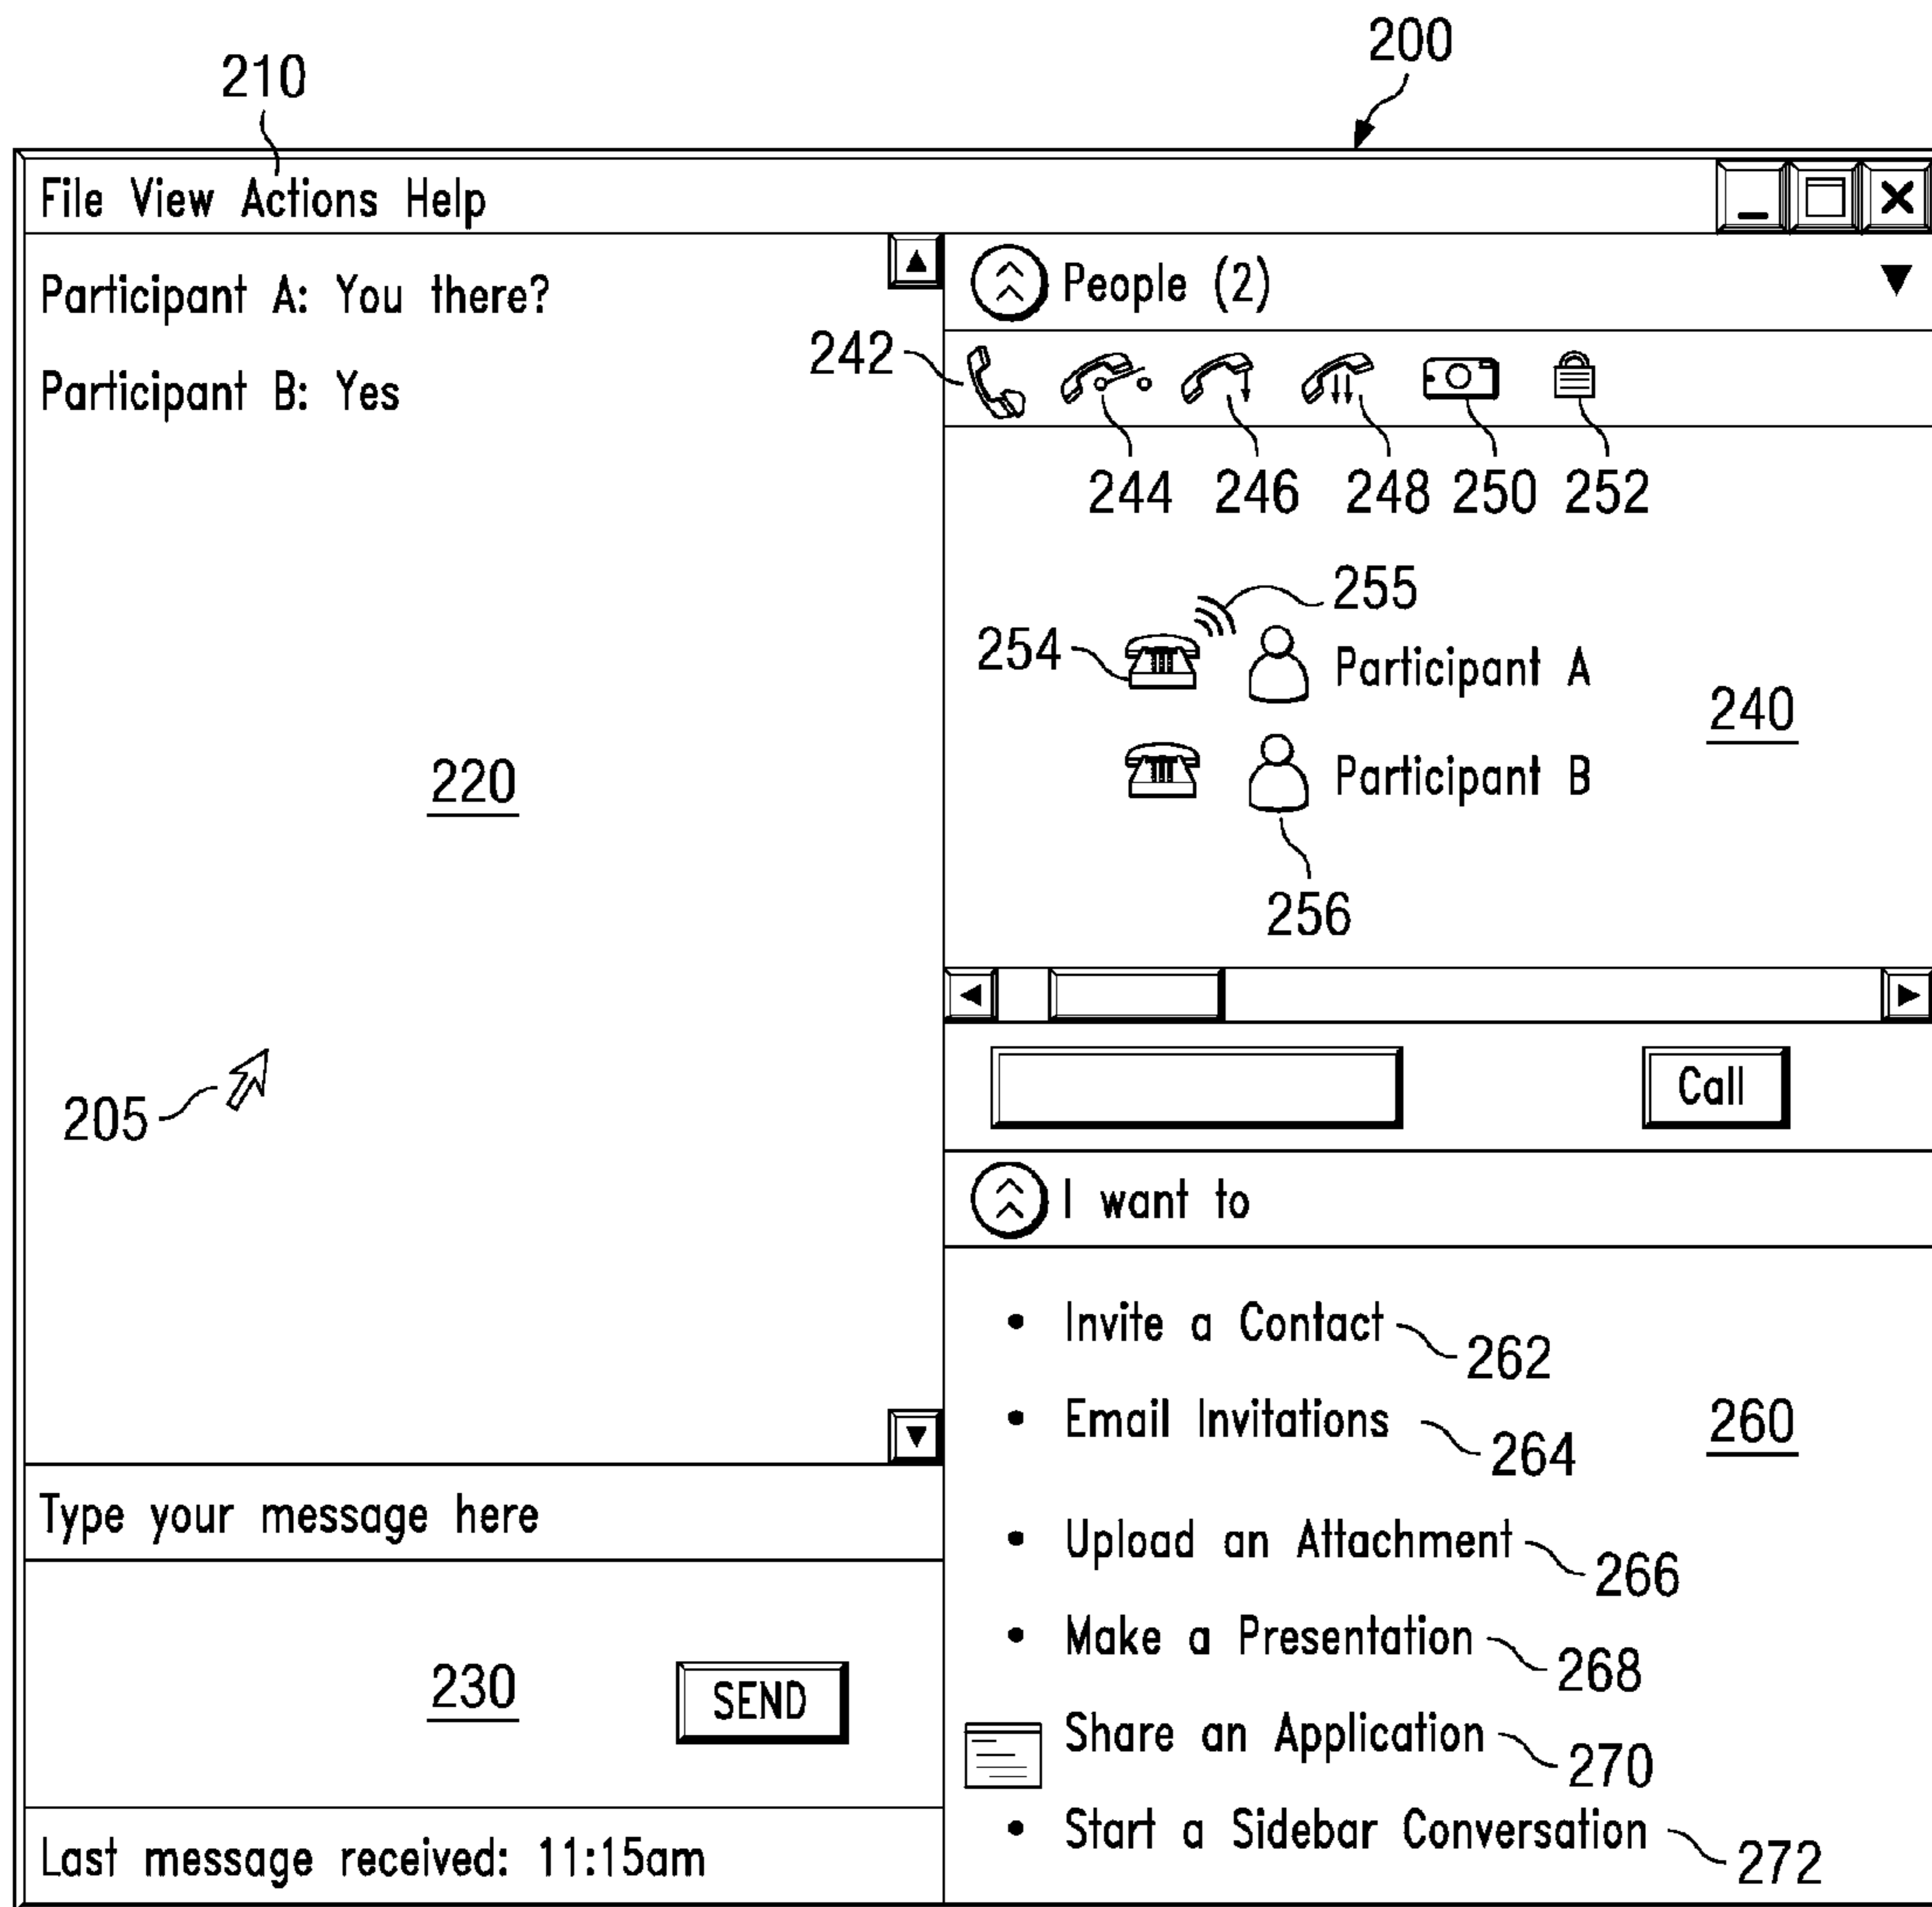 200
210
File View Actions Help
Participant A: You there?
Participant B: Yes
220
205
Type your message here
230
SEND
Last message received: 11:15am
People (2)
242
244 246 248 250 252
255
254
Participant A
240
Participant B
256
Call
I want to
• Invite a Contact
262
• Email Invitations
264
260
• Upload an Attachment
266
• Make a Presentation
268
Share an Application
270
• Start a Sidebar Conversation
272